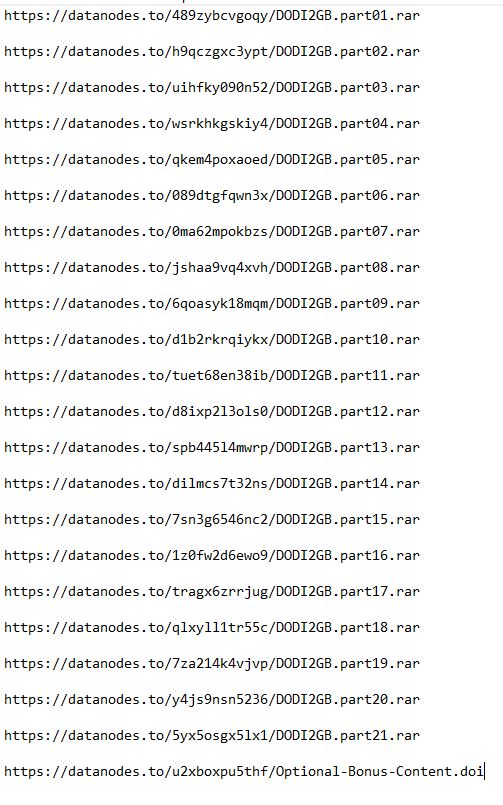 https://datanodes.to/489zybcvgoqy/DODI2GB.part01.rar
https://datanodes.to/h9qczgxc3ypt/DODI2GB.part02.rar
https://datanodes.to/uihfky090n52/DODI2GB.part03.rar
https://datanodes.to/wsrkhkgskiy4/DODI2GB.part04.rar
https://datanodes.to/qkem4poxaoed/DODI2GB.part05.rar
https://datanodes.to/089dtgfqwn3x/DODI2GB.part06.rar
https://datanodes.to/0ma62mpokbzs/DODI2GB.part07.rar
https://datanodes.to/jshaa9vq4xvh/DODI2GB.part08.rar
https://datanodes.to/6qoasyk18mqm/DODI2GB.part09.rar
https://datanodes.to/d1b2rkrqiykx/DODI2GB.part10.rar
https://datanodes.to/tuet68en38ib/DODI2GB.part11.rar
https://datanodes.to/d8ixp2l3ols0/DODI2GB.part12.rar
https://datanodes.to/spb445l4mwrp/DODI2GB.part13.rar
https://datanodes.to/dilmcs7t32ns/DODI2GB.part14.rar
https://datanodes.to/7sn3g6546nc2/DODI2GB.part15.rar
https://datanodes.to/1z0fw2d6ewo9/DODI2GB.part16.rar
https://datanodes.to/tragx6zrrjug/DODI2GB.part17.rar
https://datanodes.to/qlxyll1tr55c/DODI2GB.part18.rar
https://datanodes.to/7za214k4vjvp/DODI2GB.part19.rar
https://datanodes.to/y4js9nsn5236/DODI2GB.part20.rar
https://datanodes.to/5yx5osgx5lx1/DODI2GB.part21.rar
https://datanodes.to/u2xboxpu5thf/Optional-Bonus-Content.doi